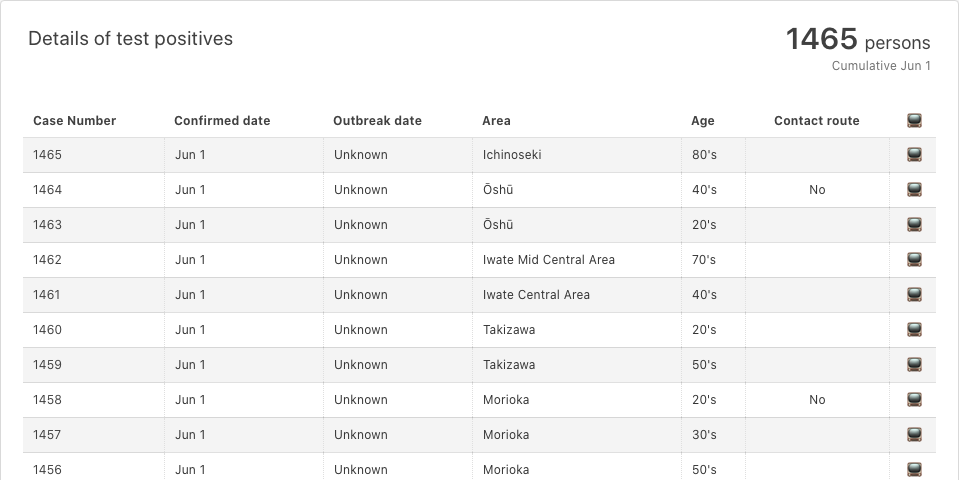 Details of test positives
1465 persons
Cumulative Jun 1
Case Number Confirmed date Outbreak date Area Age Contact route
1465 Jun 1 Unknown Ichinoseki 80's
1464 Jun 1 Unknown Ōshū 40's No
1463 Jun 1 Unknown Ōshū 20's
1462 Jun 1 Unknown Iwate Mid Central Area 70's
1461 Jun 1 Unknown Iwate Central Area 40's
1460 Jun 1 Unknown Takizawa 20's
1459 Jun 1 Unknown Takizawa 50's
1458 Jun 1 Unknown Morioka 20's No
1457 Jun 1 Unknown Morioka 30's
1456 Jun 1 Unknown Morioka 50's